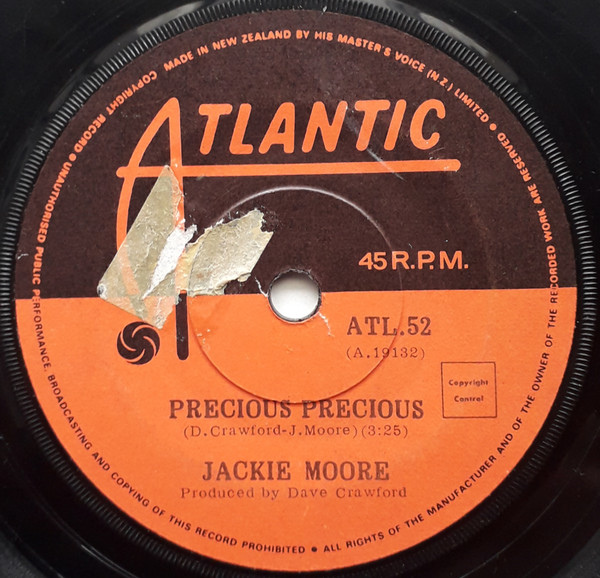 COPYRIGHT RECORD ● UNAUTHORISED PUBLIC PERFORMANCE, BROADCASTING AND COPYING OF THIS RECORD PROHIBITED ● ALL RIGHTS OF THE MANUFACTURER AND OF THE OWNER OF THE RECORDED WORK ARE RESERVED ● MADE IN NEW ZEALAND BY HIS MASTER'S VOICE (N Z) LIMITED ●
ATLANTIC
45 R.P.M.
ATL.52
(A.19132)
Copyright
Control
PRECIOUS PRECIOUS
(D. Crawford-J. Moore) (3:25)
JACKIE MOORE
Produced by Dave Crawford